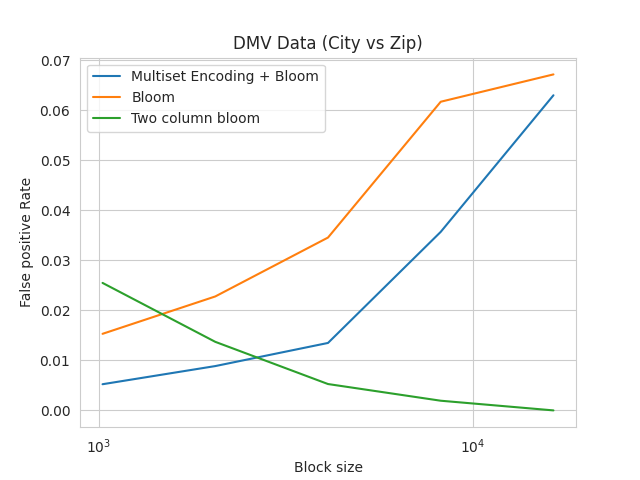 DMV Data (City vs Zip)
Multiset Encoding + Bloom
Bloom
Two column bloom
False positive Rate
0.07
0.06
0.05
0.04
0.03
0.02
0.01
0.00
10³
10⁴
Block size